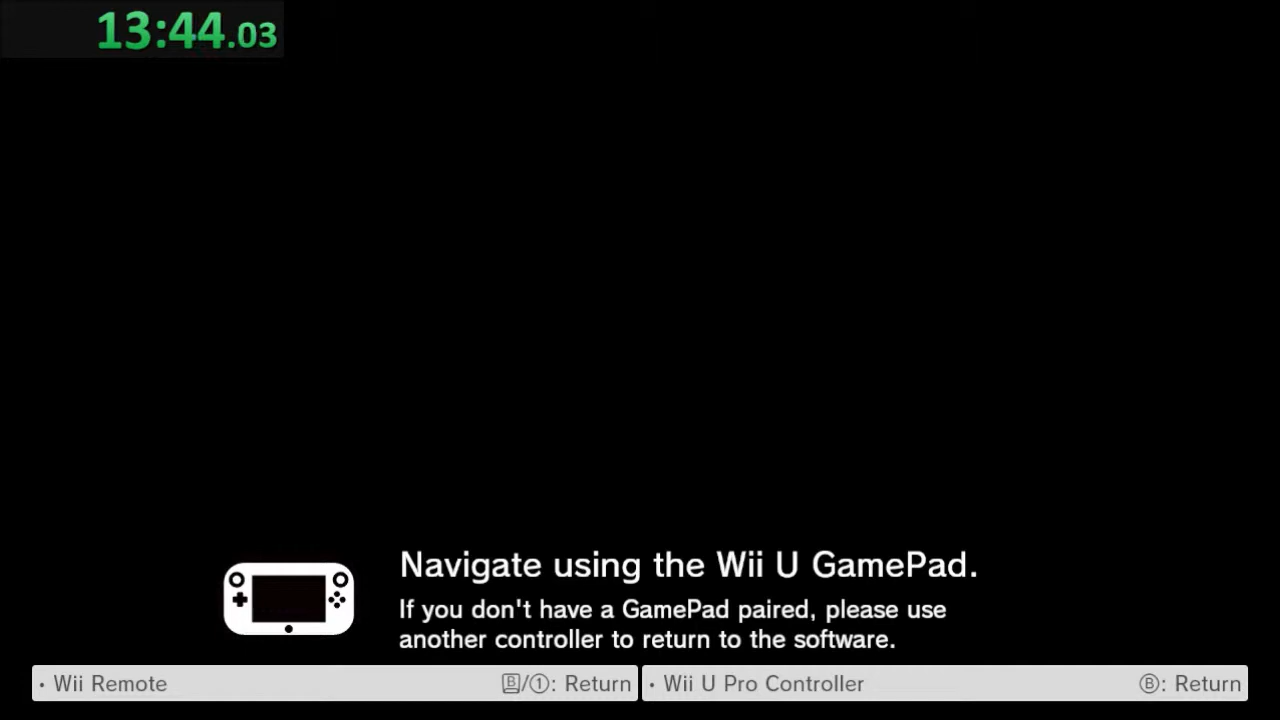 13:44.03
Navigate using the Wii U GamePad.
If you don't have a GamePad paired, please use
another controller to return to the software.
• Wii Remote B/①: Return • Wii U Pro Controller Ⓑ: Return